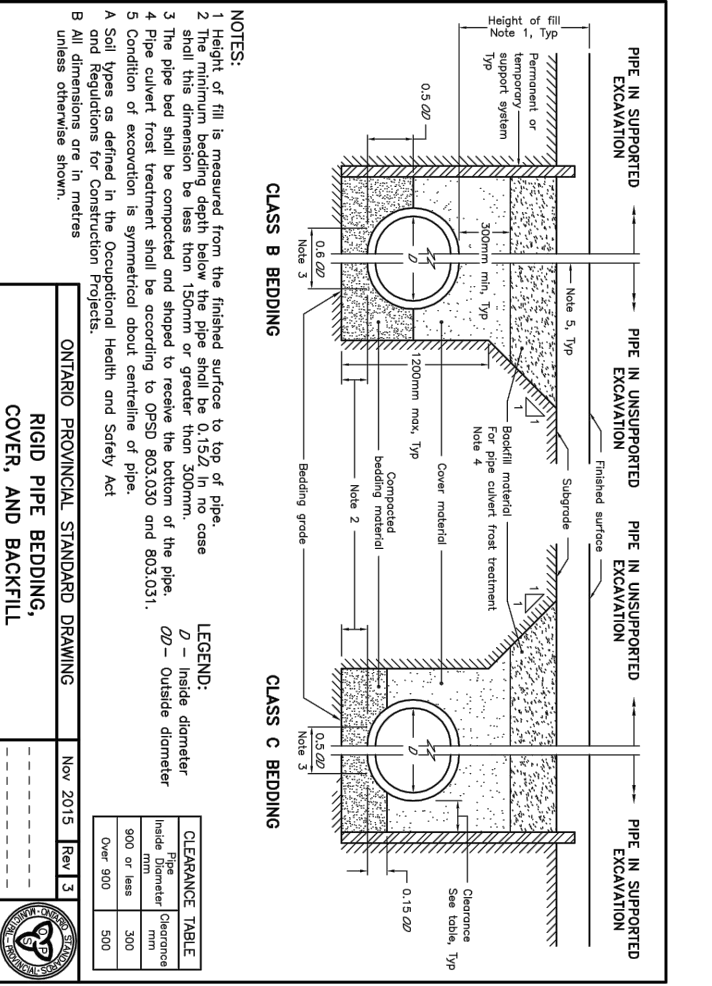 PIPE IN SUPPORTED
EXCAVATION
PIPE IN UNSUPPORTED
EXCAVATION
PIPE IN UNSUPPORTED
EXCAVATION
PIPE IN SUPPORTED
EXCAVATION
Height of fill
Note 1, Typ
Permanent or
temporary
support system
Typ
0.5 OD
300mm min, Typ
D
0.6 OD
Note 3
Note 5, Typ
1200mm max, Typ
1
1
Finished surface
Subgrade
Backfill material
For pipe culvert frost treatment
Note 4
Cover material
Compacted
bedding material
Note 2
Bedding grade
1
1
D
0.5 OD
Note 3
Clearance
See table, Typ
0.15 OD
CLASS B BEDDING
CLASS C BEDDING
NOTES:
1 Height of fill is measured from the finished surface to top of pipe.
2 The minimum bedding depth below the pipe shall be 0.15D In no case
shall this dimension be less than 150mm or greater than 300mm.
3 The pipe bed shall be compacted and shaped to receive the bottom of the pipe.
4 Pipe culvert frost treatment shall be according to OPSD 803.030 and 803.031.
5 Condition of excavation is symmetrical about centreline of pipe.
A Soil types as defined in the Occupational Health and Safety Act
and Regulations for Construction Projects.
B All dimensions are in metres
unless otherwise shown.
LEGEND:
D – Inside diameter
OD – Outside diameter
CLEARANCE TABLE
Pipe
Inside Diameter
mm
Clearance
mm
900 or less
300
Over 900
500
ONTARIO PROVINCIAL STANDARD DRAWING
Nov 2015
Rev
3
RIGID PIPE BEDDING,
COVER, AND BACKFILL
ONTARIO STANDARDS
MUNICIPAL – PROVINCIAL
O
P
S